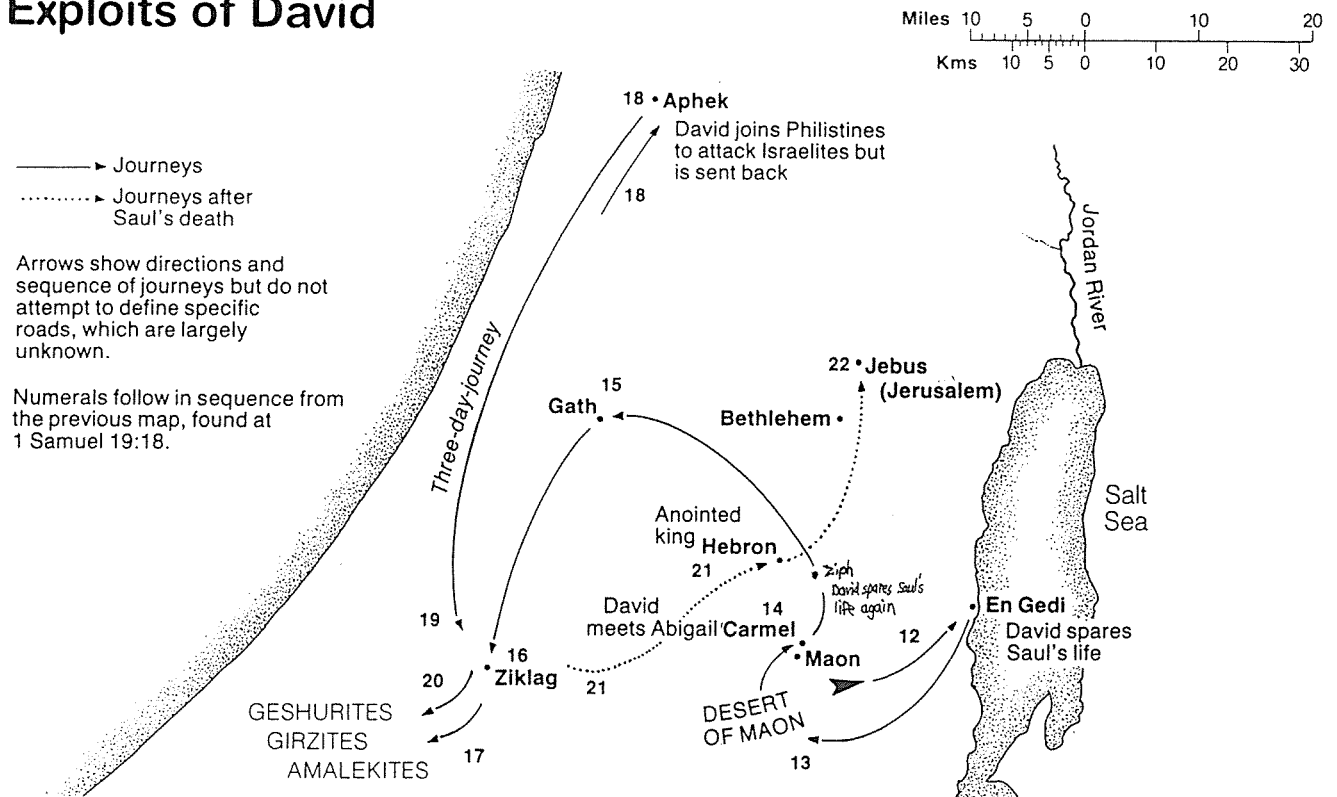 Exploits of David
Miles 10 5 0 10 20
Kms 10 5 0 10 20 30
Journeys
Journeys after
Saul's death
Arrows show directions and
sequence of journeys but do not
attempt to define specific
roads, which are largely
unknown.
Numerals follow in sequence from
the previous map, found at
1 Samuel 19:18.
18 Aphek
David joins Philistines
to attack Israelites but
is sent back
18
Jordan River
Three-day-journey
22 Jebus
(Jerusalem)
15
Gath
Bethlehem
Salt
Sea
Anointed
king Hebron
21
Ziph
David spares Saul's
life again
14
David
meets Abigail Carmel
Maon
12
En Gedi
David spares
Saul's life
19
16
Ziklag
20
21
17
GESHURITES
GIRZITES
AMALEKITES
DESERT
OF MAON
13